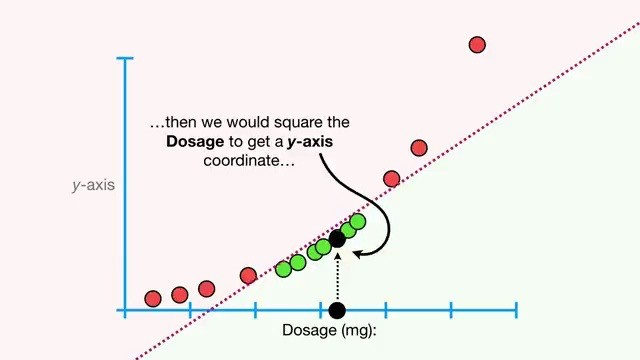 …then we would square the
Dosage to get a y-axis
coordinate…
y-axis
Dosage (mg):